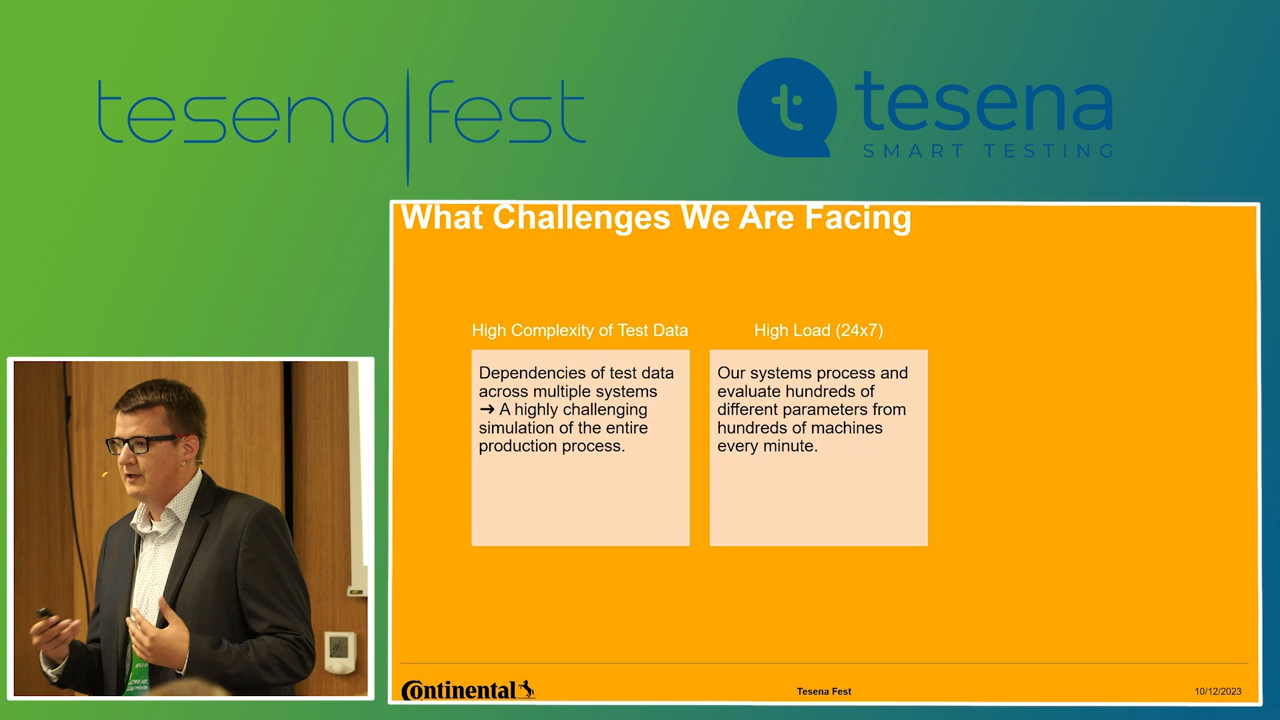 tesena|fest
tesena
SMART TESTING
What Challenges We Are Facing
High Complexity of Test Data
Dependencies of test data
across multiple systems
➔ A highly challenging
simulation of the entire
production process.
High Load (24x7)
Our systems process and
evaluate hundreds of
different parameters from
hundreds of machines
every minute.
Continental
Tesena Fest
10/12/2023